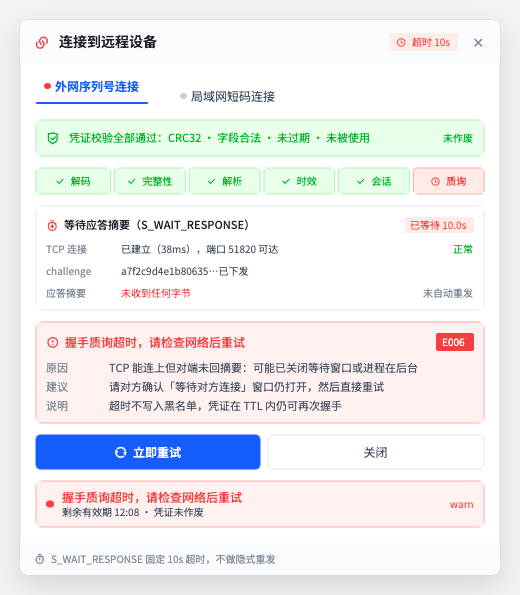 连接到远程设备
超时 10s
外网序列号连接
局域网短码连接
凭证校验全部通过：CRC32 · 字段合法 · 未过期 · 未被使用
未作废
解码
完整性
解析
时效
会话
质询
等待应答摘要（S_WAIT_RESPONSE）
已等待 10.0s
TCP 连接 已建立（38ms），端口 51820 可达 正常
challenge a7f2c9d4e1b80635…已下发
应答摘要 未收到任何字节 未自动重发
握手质询超时，请检查网络后重试
E006
原因 TCP 能连上但对端未回摘要：可能已关闭等待窗口或进程在后台
建议 请对方确认「等待对方连接」窗口仍打开，然后直接重试
说明 超时不写入黑名单，凭证在 TTL 内仍可再次握手
立即重试
关闭
握手质询超时，请检查网络后重试
剩余有效期 12:08 · 凭证未作废
warn
S_WAIT_RESPONSE 固定 10s 超时，不做隐式重发